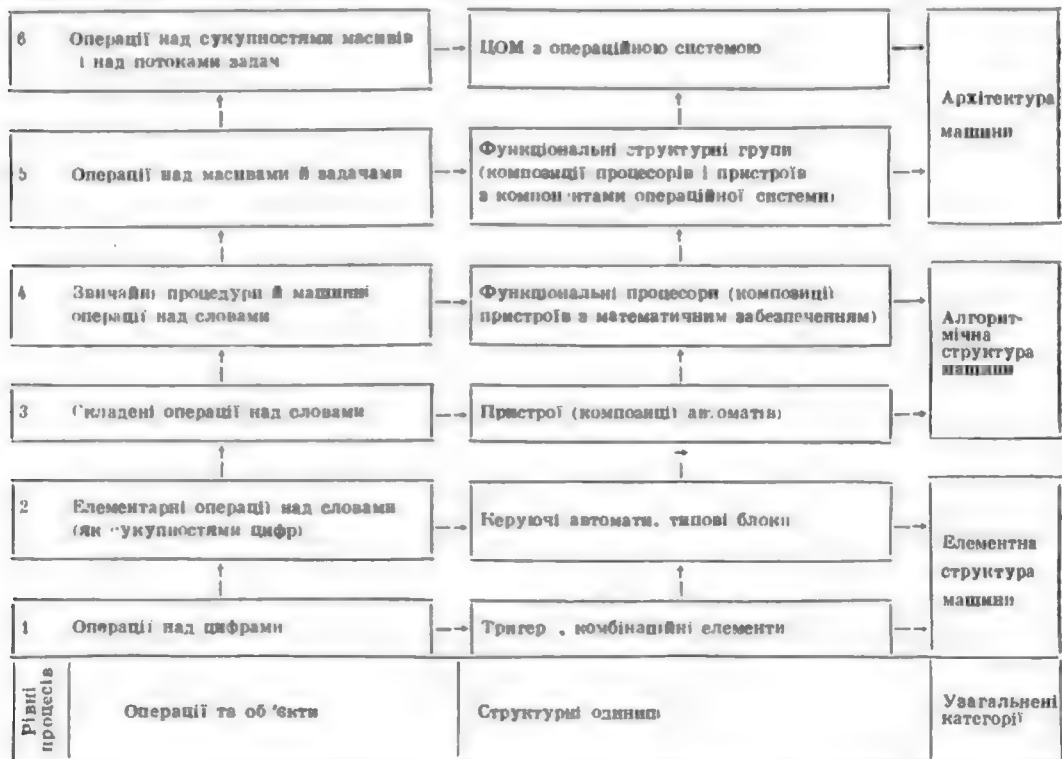 6 Операції над сукупностями масивів
і над потоками задач
ЦОМ з операційною системою
Архітектура
машини
5 Операції над масивами й задачами
Функціональні структурні групи
(композиції процесорів і пристроїв
з компонентами операційної системи)
4 Звичайні процедури й машинні
операції над словами
Функціональні процесори (композиції
пристроїв з математичним забезпеченням)
Алгорит-
мічна
структура
машини
3 Складені операції над словами
Пристрої (композиції автоматів)
2 Елементарні операції над словами
(як сукупностями цифр)
Керуючі автомати, типові блоки
Елементна
структура
машини
1 Операції над цифрами
Тригер, комбінаційні елементи
Рівні
процесів
Операції та об'єкти
Структурні одиниці
Увагальнені
категорії